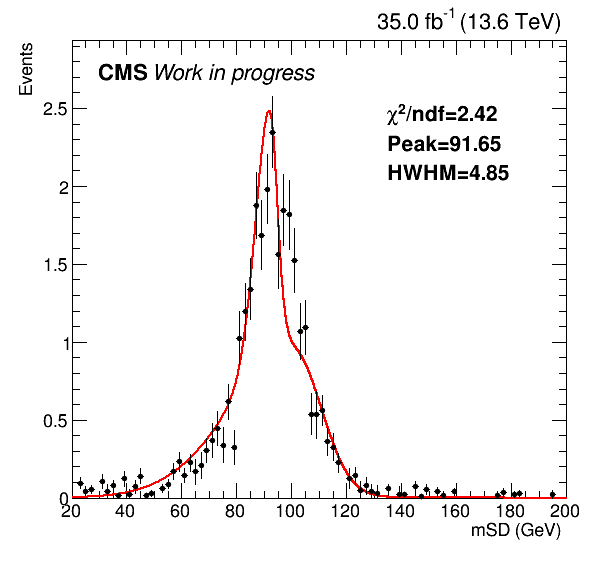 35.0 fb⁻¹ (13.6 TeV)
Events
CMS Work in progress
χ²/ndf=2.42
Peak=91.65
HWHM=4.85
2.5
2
1.5
1
0.5
0
20 40 60 80 100 120 140 160 180 200
mSD (GeV)